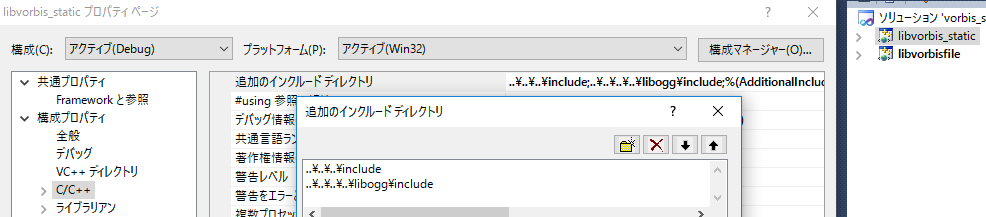 libvorbis_static プロパティ ページ
構成(C): アクティブ(Debug) プラットフォーム(P): アクティブ(Win32) 構成マネージャー(O)...
共通プロパティ
Framework と参照
構成プロパティ
全般
デバッグ
VC++ ディレクトリ
C/C++
ライブラリアン
追加のインクルード ディレクトリ ..¥..¥..¥include;..¥..¥..¥..¥libogg¥include;%(AdditionalInclu
#using 参照
デバッグ情報
共通言語ラン
著作権情報
警告レベル
警告をエラーと
複数プロセッ
追加のインクルード ディレクトリ
..¥..¥..¥include
..¥..¥..¥..¥libogg¥include
ソリューション 'vorbis_s
libvorbis_static
libvorbisfile